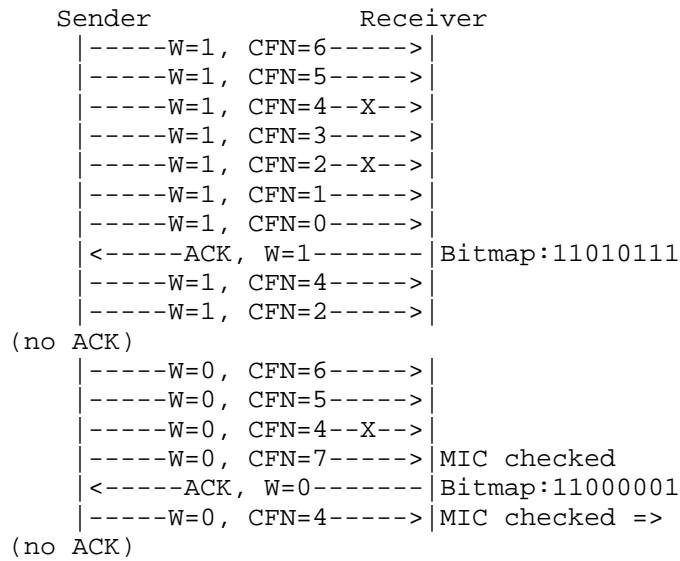 Sender                Receiver
     |-----W=1, CFN=6----->|
     |-----W=1, CFN=5----->|
     |-----W=1, CFN=4--X-->|
     |-----W=1, CFN=3----->|
     |-----W=1, CFN=2--X-->|
     |-----W=1, CFN=1----->|
     |-----W=1, CFN=0----->|
     |<-----ACK, W=1-------|Bitmap:11010111
     |-----W=1, CFN=4----->|
     |-----W=1, CFN=2----->|
(no ACK)
     |-----W=0, CFN=6----->|
     |-----W=0, CFN=5----->|
     |-----W=0, CFN=4--X-->|
     |-----W=0, CFN=7----->|MIC checked
     |<-----ACK, W=0-------|Bitmap:11000001
     |-----W=0, CFN=4----->|MIC checked =>
(no ACK)